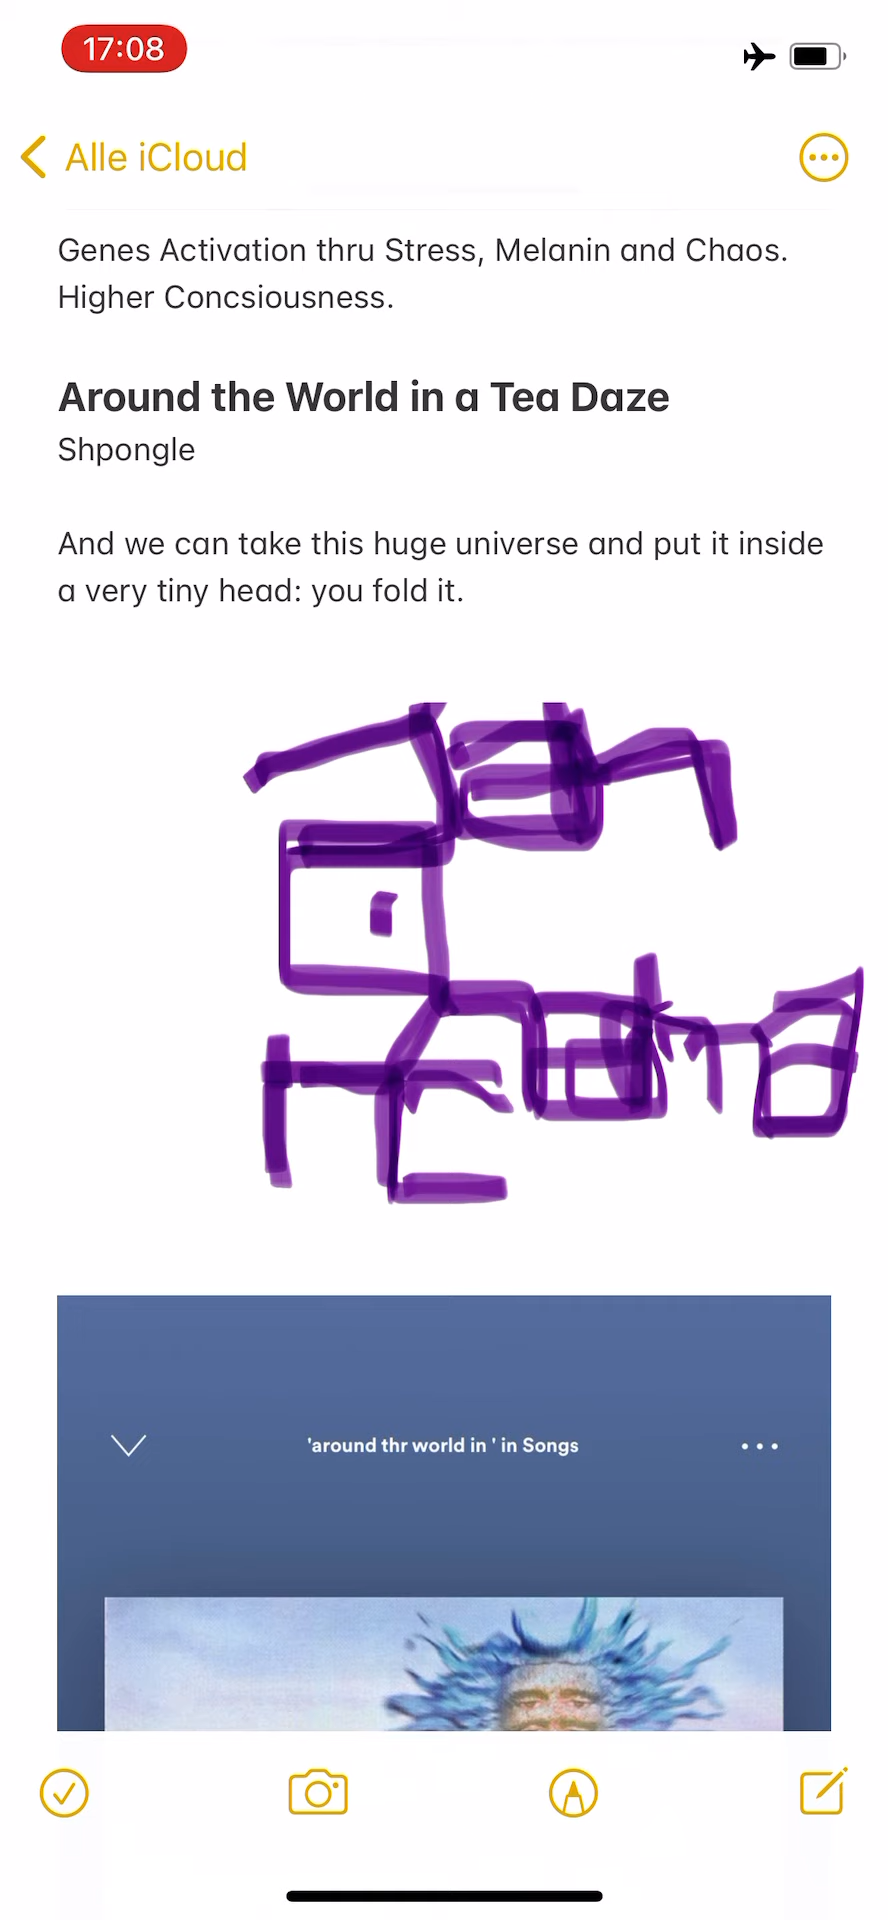 17:08
Alle iCloud
Genes Activation thru Stress, Melanin and Chaos.
Higher Concsiousness.
Around the World in a Tea Daze
Shpongle
And we can take this huge universe and put it inside
a very tiny head: you fold it.
'around thr world in ' in Songs